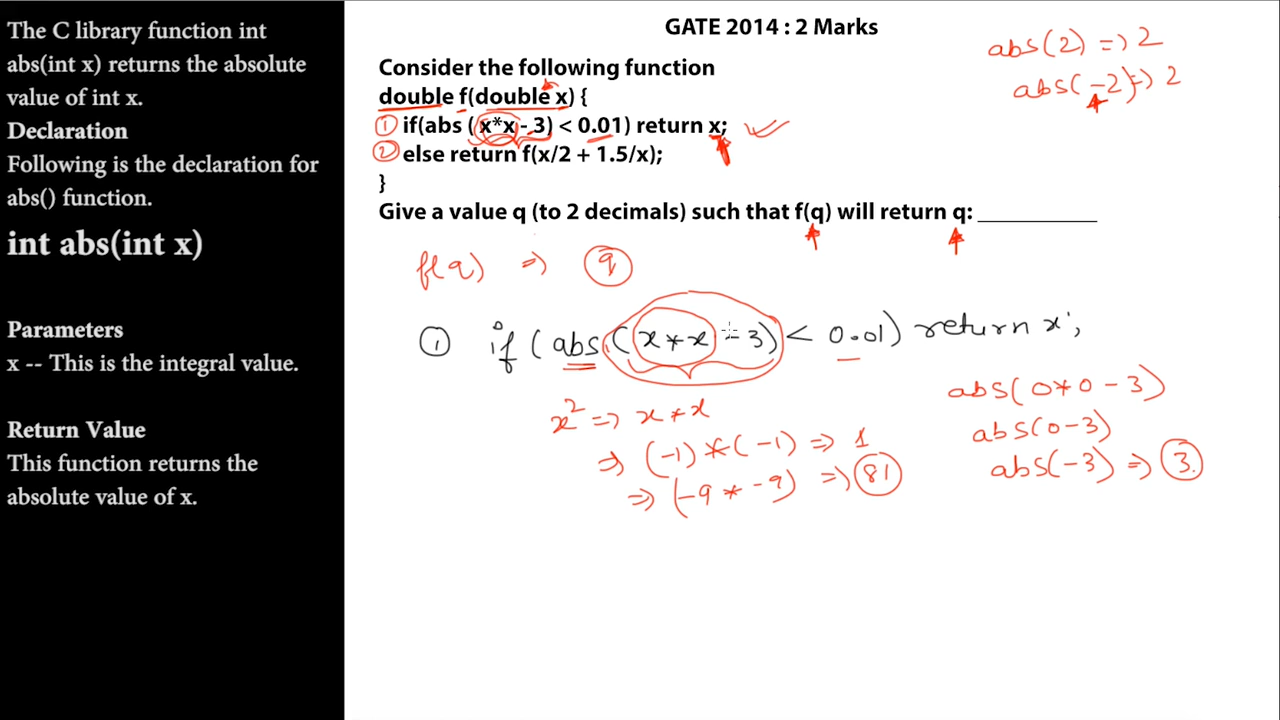 The C library function int
abs(int x) returns the absolute
value of int x.
Declaration
Following is the declaration for
abs() function.
int abs(int x)
Parameters
x -- This is the integral value.
Return Value
This function returns the
absolute value of x.
GATE 2014 : 2 Marks
Consider the following function
double f(double x) {
① if(abs (x*x - 3) < 0.01) return x;
② else return f(x/2 + 1.5/x);
}
Give a value q (to 2 decimals) such that f(q) will return q: __________
abs(2) => 2
abs(-2) => 2
f(q) => q
① if (abs (x * x - 3) < 0.01) return x;
x² => x * x
=> (-1) * (-1) => 1
=> (-9 * -9) => 81
abs(0*0 - 3)
abs(0-3)
abs(-3) => 3.